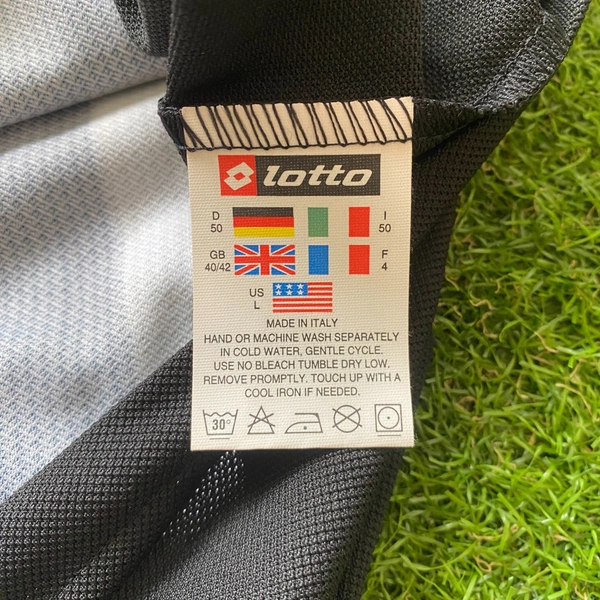 lotto
D I
50 50
GB F
40/42 4
US
L
MADE IN ITALY
HAND OR MACHINE WASH SEPARATELY
IN COLD WATER, GENTLE CYCLE.
USE NO BLEACH TUMBLE DRY LOW.
REMOVE PROMPTLY. TOUCH UP WITH A
COOL IRON IF NEEDED.
30°